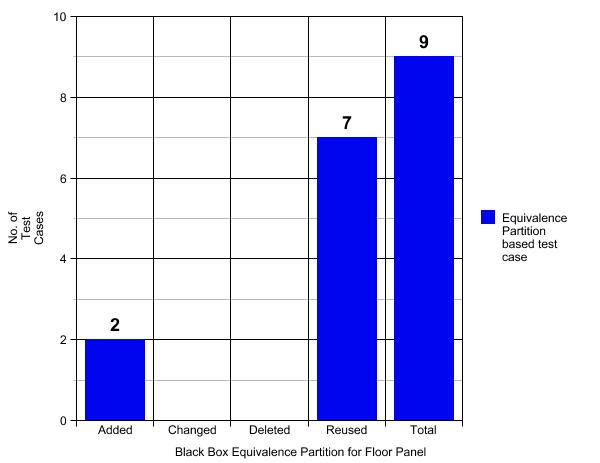 10
8
6
4
2
0
No. of
Test
Cases
2
7
9
Added Changed Deleted Reused Total
Black Box Equivalence Partition for Floor Panel
Equivalence
Partition
based test
case